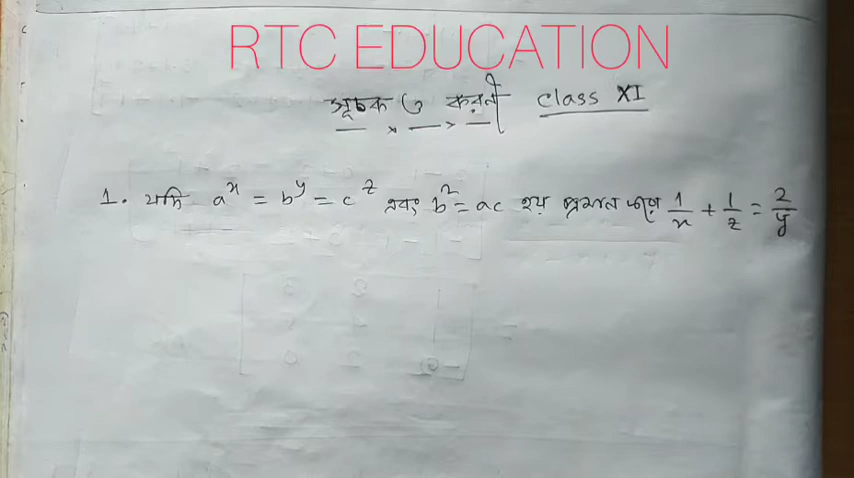 RTC EDUCATION
সূচক ও করণী class XI
1. যদি a^x = b^y = c^z এবং b^2 = ac হয় প্রমাণ করো 1/x + 1/z = 2/y